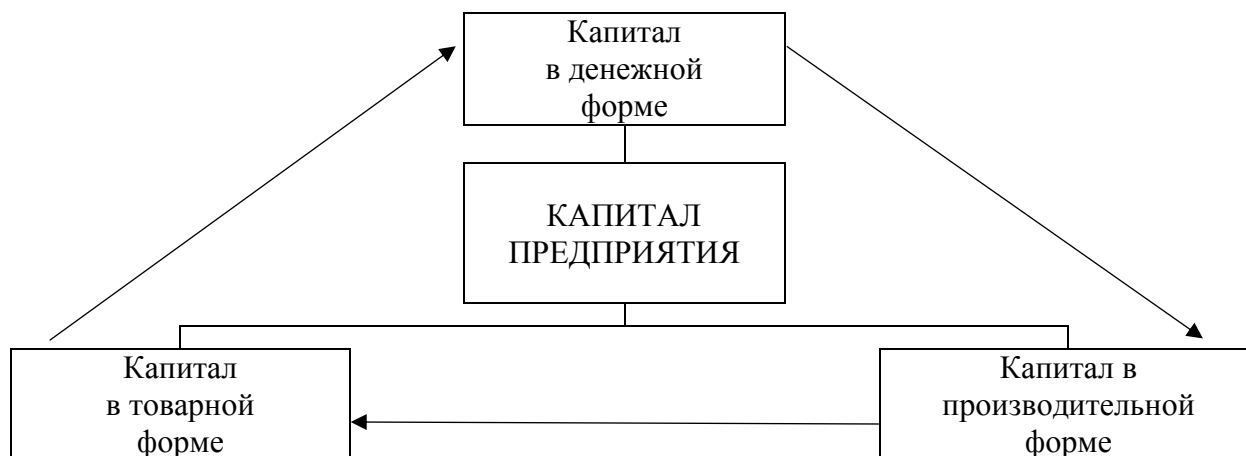 Капитал
в денежной
форме
КАПИТАЛ
ПРЕДПРИЯТИЯ
Капитал
в товарной
форме
Капитал в
производительной
форме